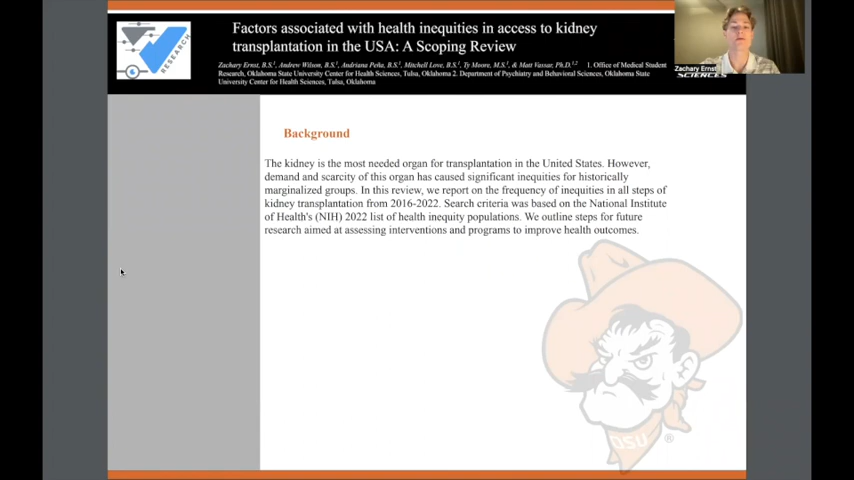 Factors associated with health inequities in access to kidney
transplantation in the USA: A Scoping Review
Zachary Ernst, B.S.¹, Andrew Wilson, B.S.¹, Andriana Peña, B.S.¹, Mitchell Love, B.S.¹, Ty Moore, M.S.¹, & Matt Vassar, Ph.D.¹,² 1. Office of Medical Student
Research, Oklahoma State University Center for Health Sciences, Tulsa, Oklahoma 2. Department of Psychiatry and Behavioral Sciences, Oklahoma State
University Center for Health Sciences, Tulsa, Oklahoma
RESEARCH
Zachary Ernst
SCIENCES
Background
The kidney is the most needed organ for transplantation in the United States. However,
demand and scarcity of this organ has caused significant inequities for historically
marginalized groups. In this review, we report on the frequency of inequities in all steps of
kidney transplantation from 2016-2022. Search criteria was based on the National Institute
of Health's (NIH) 2022 list of health inequity populations. We outline steps for future
research aimed at assessing interventions and programs to improve health outcomes.
OSU
®